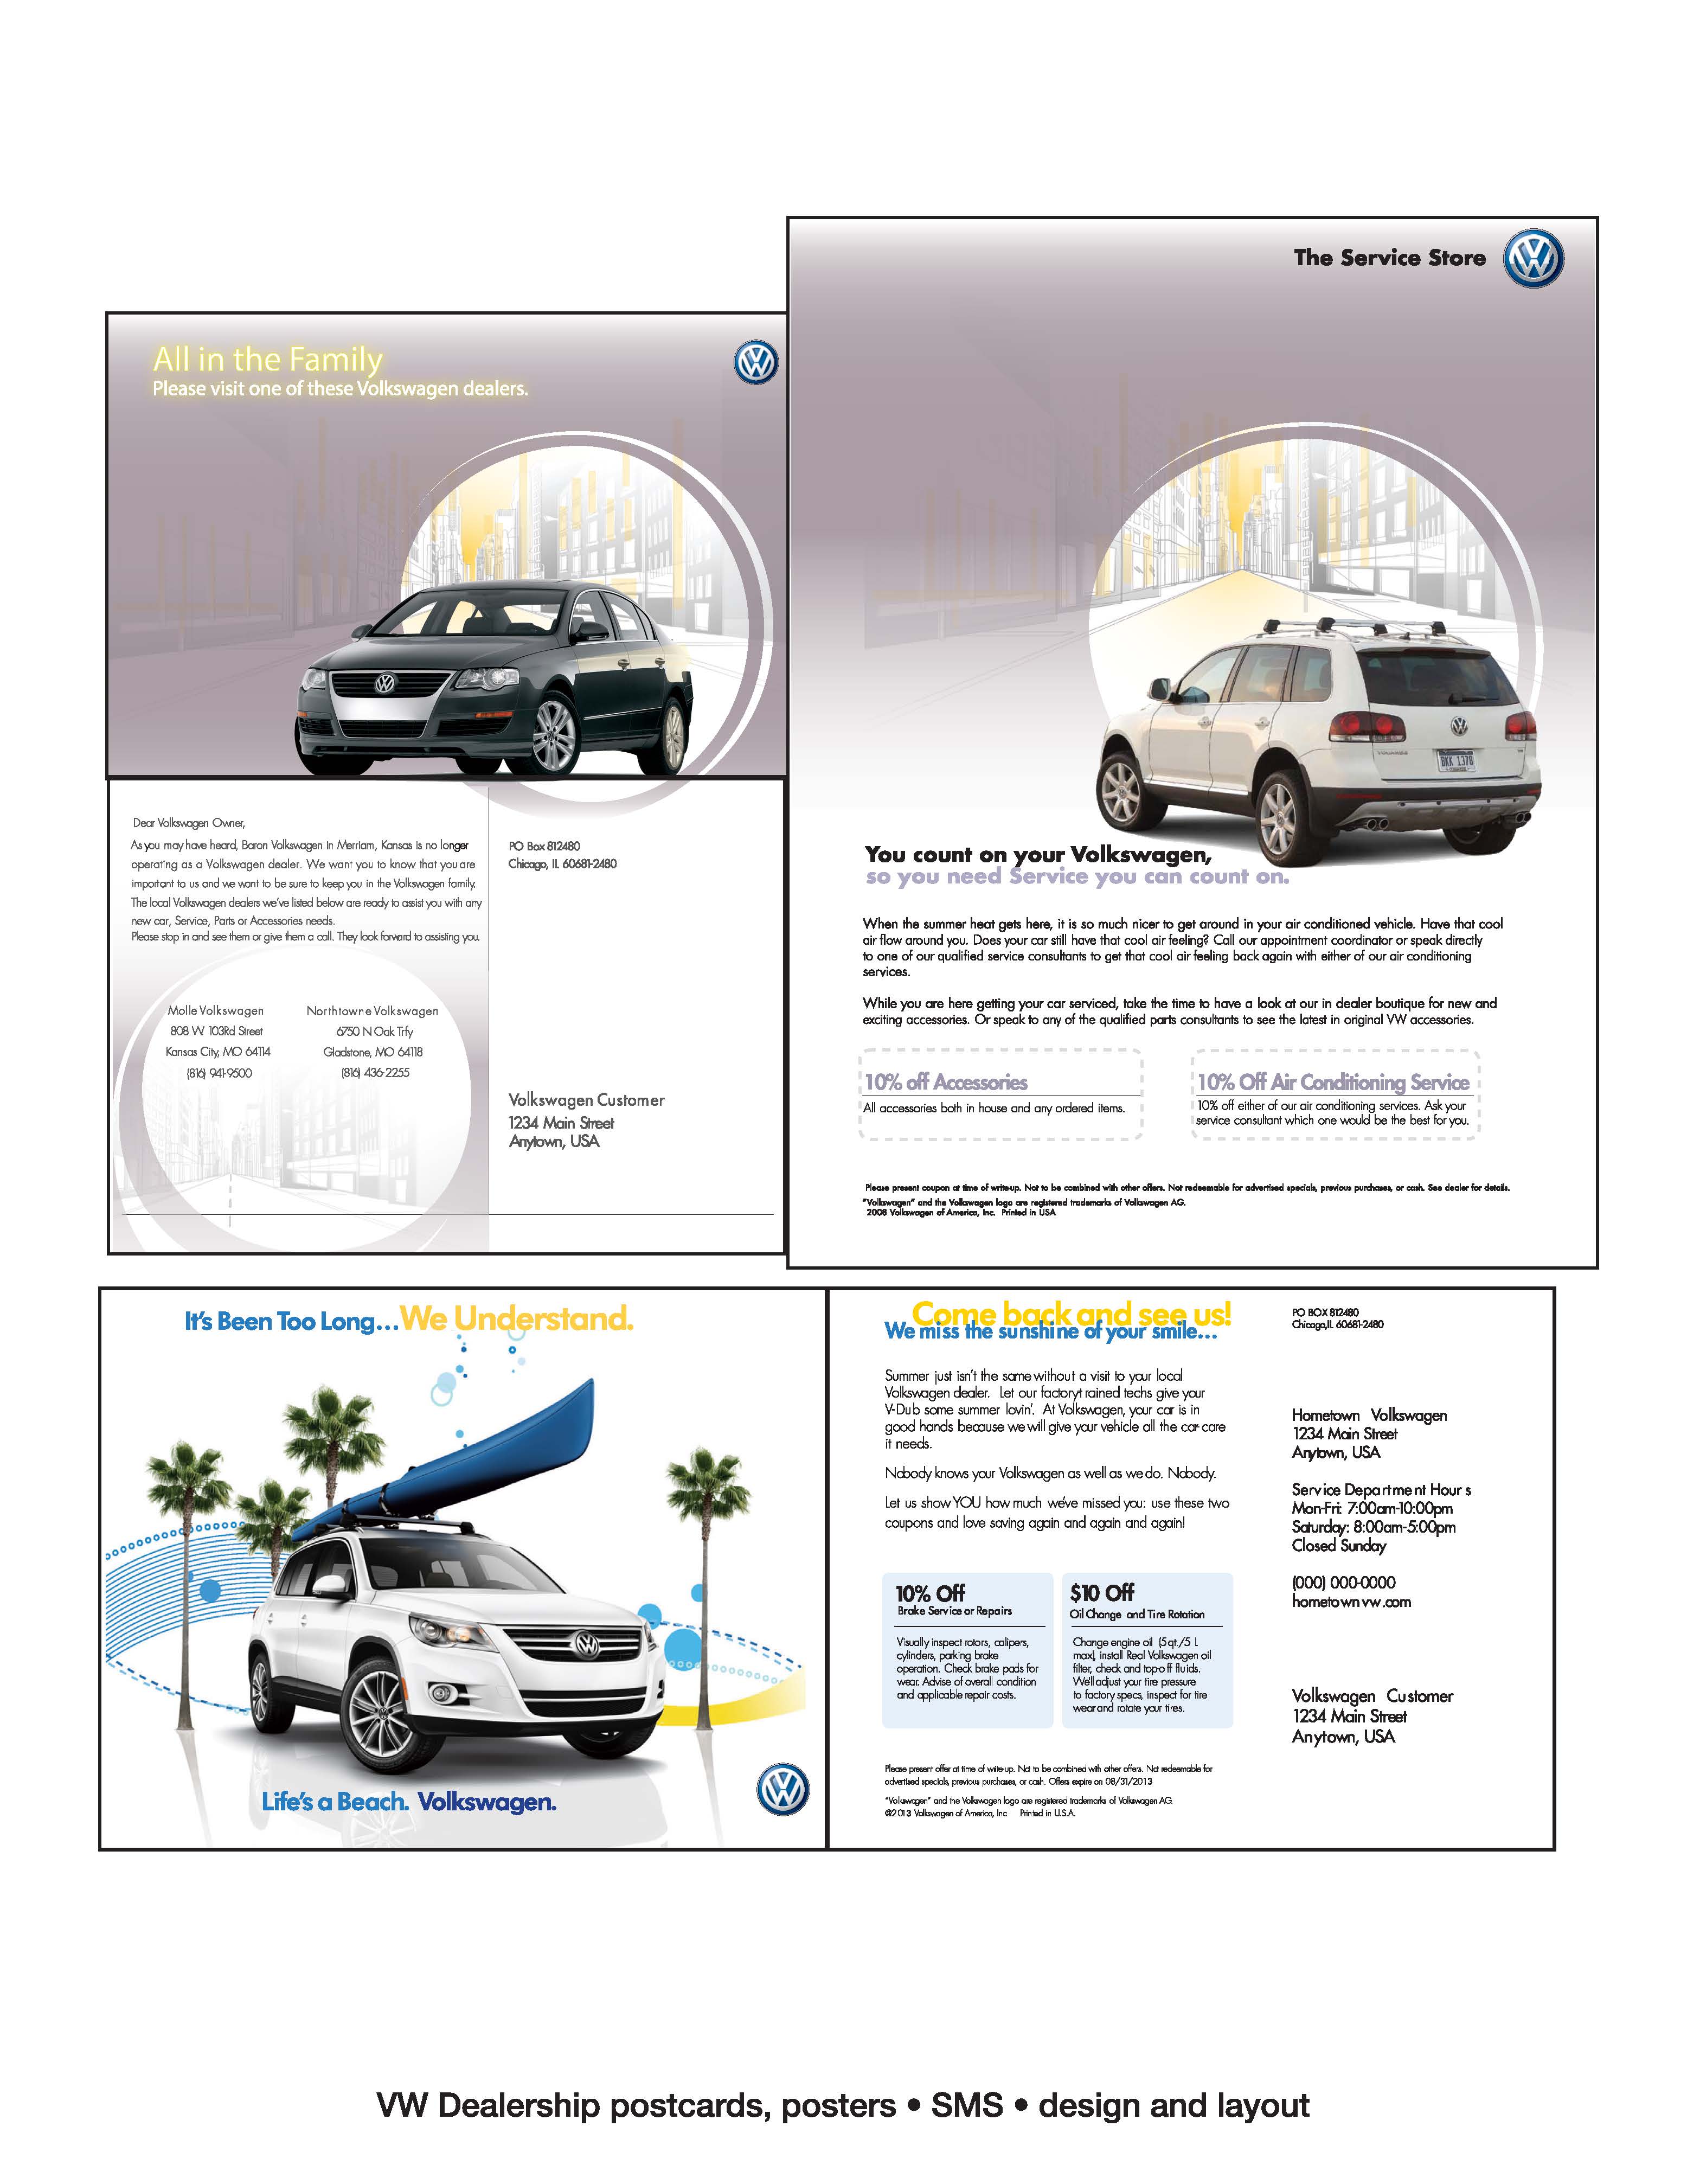 The Service Store
All in the Family
Please visit one of these Volkswagen dealers.
Dear Volkswagen Owner,
As you may have heard, Baron Volkswagen in Merriam, Kansas is no longer
operating as a Volkswagen dealer. We want you to know that you are
important to us and we want to be sure to keep you in the Volkswagen family.
The local Volkswagen dealers we've listed below are ready to assist you with any
new car, Service, Parts or Accessories needs.
Please stop in and see them or give them a call. They look forward to assisting you.
Molle Volkswagen
808 W 103Rd Street
Kansas City, MO 64114
(816) 941-9500
Northtowne Volkswagen
6750 N Oak Trfy
Gladstone, MO 64118
(816) 436-2255
PO Box 812480
Chicago, IL 60681-2480
Volkswagen Customer
1234 Main Street
Anytown, USA
TOUAREG
BKK 1370
You count on your Volkswagen,
so you need Service you can count on.
When the summer heat gets here, it is so much nicer to get around in your air conditioned vehicle. Have that cool
air flow around you. Does your car still have that cool air feeling? Call our appointment coordinator or speak directly
to one of our qualified service consultants to get that cool air feeling back again with either of our air conditioning
services.
While you are here getting your car serviced, take the time to have a look at our in dealer boutique for new and
exciting accessories. Or speak to any of the qualified parts consultants to see the latest in original VW accessories.
10% off Accessories
All accessories both in house and any ordered items.
10% Off Air Conditioning Service
10% off either of our air conditioning services. Ask your
service consultant which one would be the best for you.
Please present coupon at time of write-up. Not to be combined with other offers. Not redeemable for advertised specials, previous purchases, or cash. See dealer for details.
"Volkswagen" and the Volkswagen logo are registered trademarks of Volkswagen AG.
2008 Volkswagen of America, Inc. Printed in USA
It's Been Too Long...We Understand.
Life's a Beach. Volkswagen.
Come back and see us!
We miss the sunshine of your smile...
Summer just isn't the same without a visit to your local
Volkswagen dealer. Let our factoryt rained techs give your
V-Dub some summer lovin'. At Volkswagen, your car is in
good hands because we will give your vehicle all the car-care
it needs.
Nobody knows your Volkswagen as well as we do. Nobody.
Let us show YOU how much we've missed you: use these two
coupons and love saving again and again and again!
10% Off
Brake Service or Repairs
Visually inspect rotors, calipers,
cylinders, parking brake
operation. Check brake pads for
wear. Advise of overall condition
and applicable repair costs.
$10 Off
Oil Change and Tire Rotation
Change engine oil (5 qt./5 L
max), install Real Volkswagen oil
filter, check and top-off fluids.
We'll adjust your tire pressure
to factory specs, inspect for tire
wear and rotate your tires.
Please present offer at time of write-up. Not to be combined with other offers. Not redeemable for
advertised specials, previous purchases, or cash. Offers expire on 08/31/2013
"Volkswagen" and the Volkswagen logo are registered trademarks of Volkswagen AG.
@2013 Volkswagen of America, Inc Printed in U.S.A.
PO BOX 812480
Chicago,IL 60681-2480
Hometown Volkswagen
1234 Main Street
Anytown, USA
Service Department Hours
Mon-Fri: 7:00am-10:00pm
Saturday: 8:00am-5:00pm
Closed Sunday
(000) 000-0000
hometownvw.com
Volkswagen Customer
1234 Main Street
Anytown, USA
VW Dealership postcards, posters • SMS • design and layout